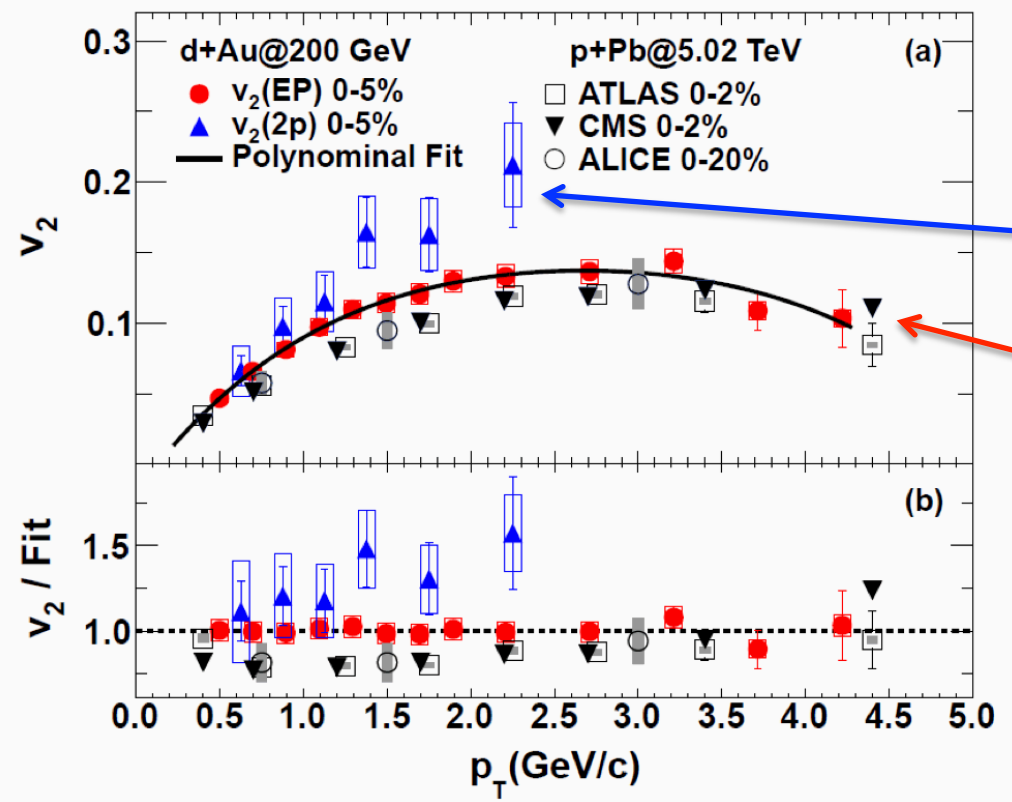 0.3
d+Au@200 GeV
p+Pb@5.02 TeV
(a)
v2(EP) 0-5%
ATLAS 0-2%
v2(2p) 0-5%
CMS 0-2%
Polynominal Fit
ALICE 0-20%
0.2
v2
0.1
(b)
1.5
v2 / Fit
1.0
0.0 0.5 1.0 1.5 2.0 2.5 3.0 3.5 4.0 4.5 5.0
pT(GeV/c)